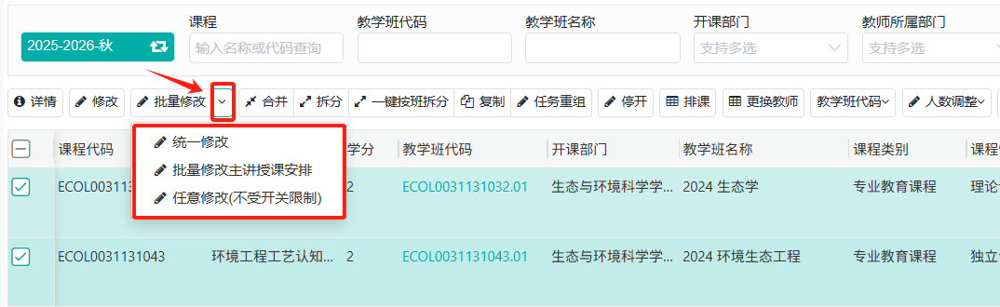 课程 教学班代码 教学班名称 开课部门 教师所属部门
2025-2026-秋 输入名称或代码查询 支持多选 支持多选
详情 修改 批量修改 合并 拆分 一键按班拆分 复制 任务重组 停开 排课 更换教师 教学班代码 人数调整
统一修改
批量修改主讲授课安排
任意修改(不受开关限制)
课程代码 学分 教学班代码 开课部门 教学班名称 课程类别 课程
ECOL00311 2 ECOL0031131032.01 生态与环境科学学... 2024 生态学 专业教育课程 理论
ECOL0031131043 环境工程工艺认知... 2 ECOL0031131043.01 生态与环境科学学... 2024 环境生态工程 专业教育课程 独立